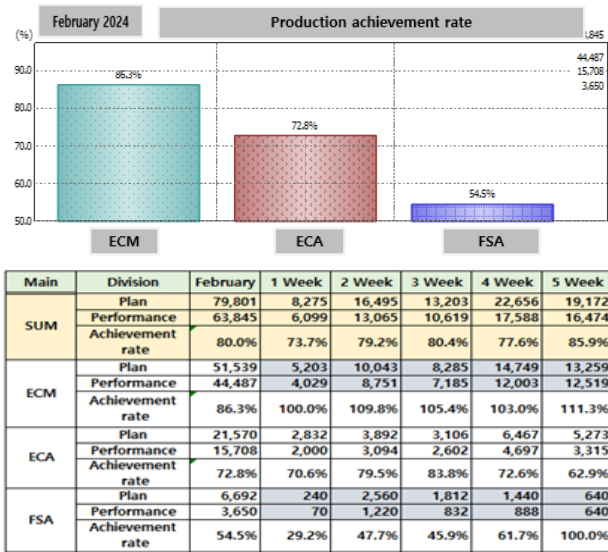 February 2024
Production achievement rate
(%)
,845
44,487
15,708
3,650
90.0
80.0
70.0
60.0
50.0
86.3%
72.8%
54.5%
ECM ECA FSA
Main Division February 1 Week 2 Week 3 Week 4 Week 5 Week
SUM
Plan 79,801 8,275 16,495 13,203 22,656 19,172
Performance 63,845 6,099 13,065 10,619 17,588 16,474
Achievement
rate
80.0% 73.7% 79.2% 80.4% 77.6% 85.9%
ECM
Plan 51,539 5,203 10,043 8,285 14,749 13,259
Performance 44,487 4,029 8,751 7,185 12,003 12,519
Achievement
rate
86.3% 100.0% 109.8% 105.4% 103.0% 111.3%
ECA
Plan 21,570 2,832 3,892 3,106 6,467 5,273
Performance 15,708 2,000 3,094 2,602 4,697 3,315
Achievement
rate
72.8% 70.6% 79.5% 83.8% 72.6% 62.9%
FSA
Plan 6,692 240 2,560 1,812 1,440 640
Performance 3,650 70 1,220 832 888 640
Achievement
rate
54.5% 29.2% 47.7% 45.9% 61.7% 100.0%